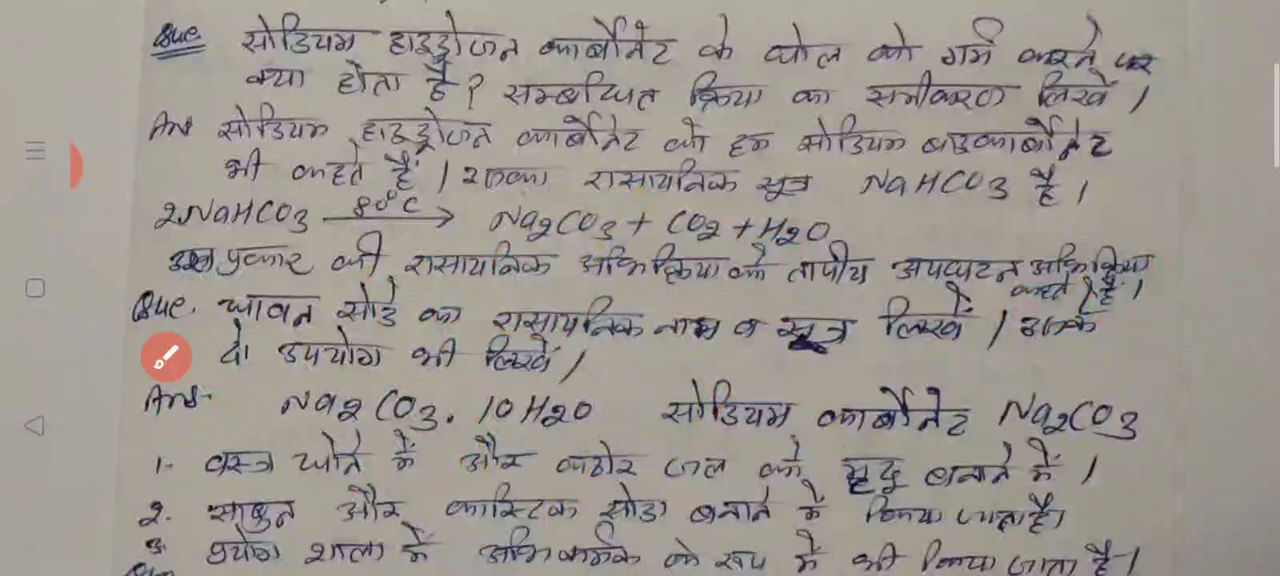 Que सोडियम हाइड्रोजन कार्बोनेट के घोल को गर्म करने पर
क्या होता है? सम्बन्धित क्रिया का समीकरण लिखें।
Ans सोडियम हाइड्रोजन कार्बोनेट को हम सोडियम बाइकार्बोनेट
भी कहते हैं। इसका रासायनिक सूत्र NaHCO3 है।
2NaHCO3 80°C → Na2CO3 + CO2 + H2O
इस प्रकार की रासायनिक अभिक्रिया को तापीय अपघटन अभिक्रिया
कहते हैं।
Que. धावन सोडे का रासायनिक नाम व सूत्र लिखें। इसके
दो उपयोग भी लिखें।
Ans- Na2CO3.10H2O सोडियम कार्बोनेट Na2CO3
1- वस्त्र धोने में और कठोर जल को मृदु बनाने में।
2. साबुन और कास्टिक सोडा बनाने में किया जाता है।
3 प्रयोग शाला में अभिकर्मक के रूप में भी किया जाता है।
Que